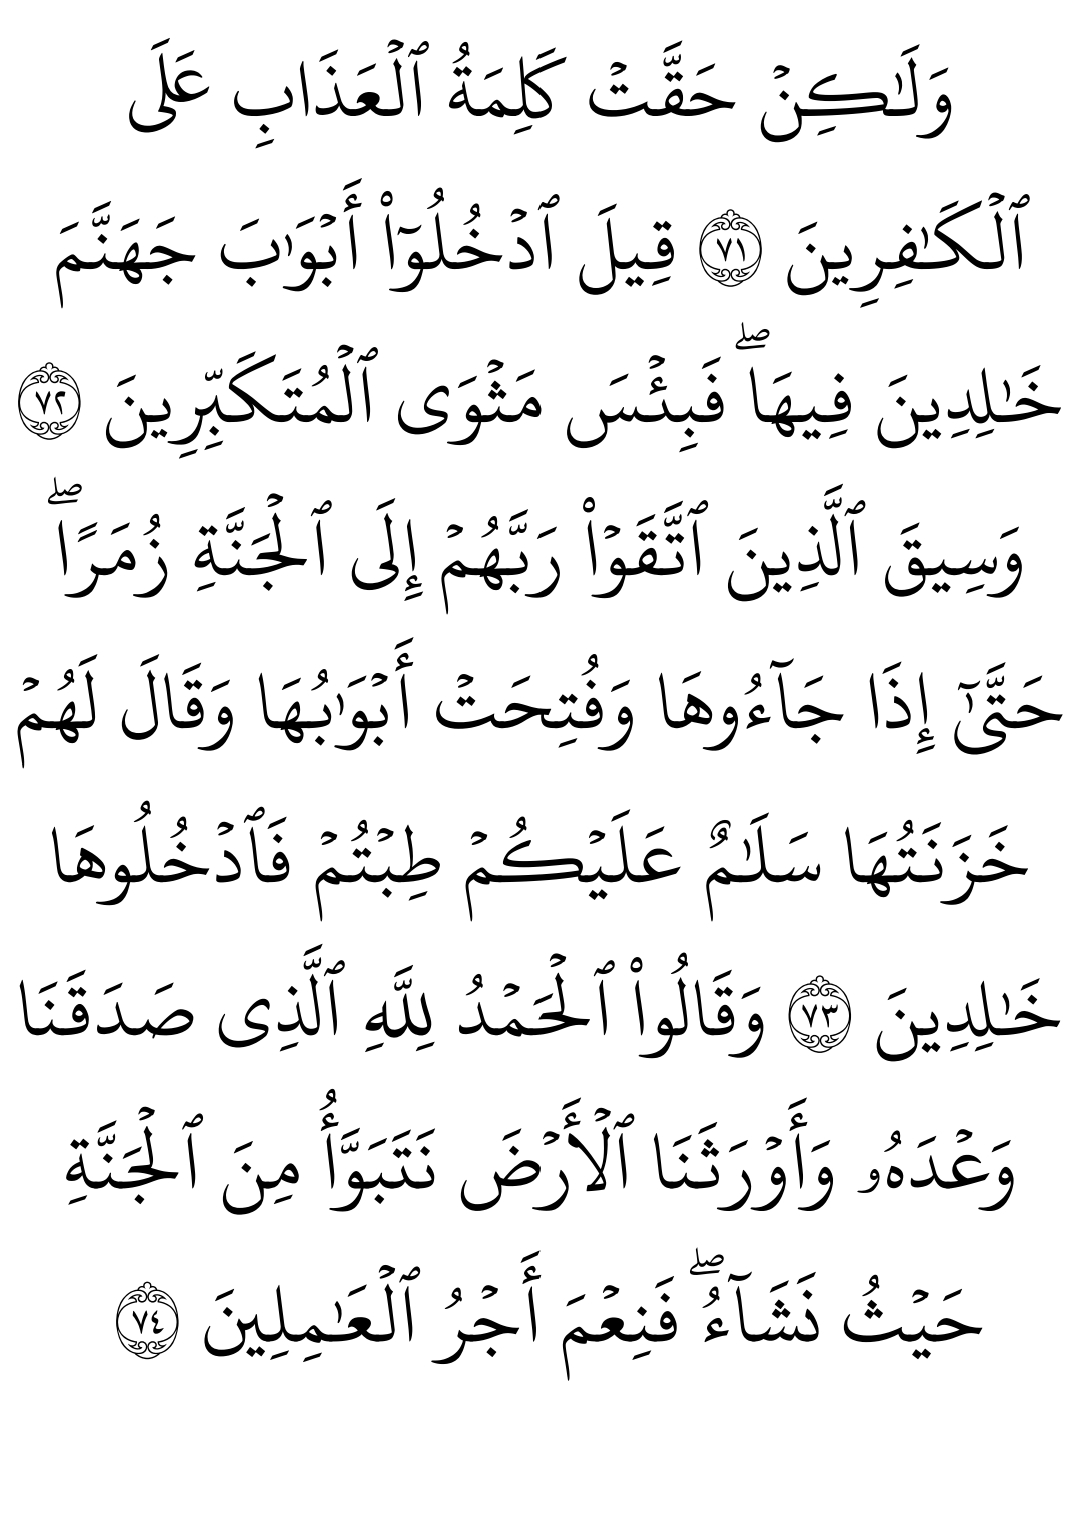 وَلَـٰكِنْ حَقَّتْ كَلِمَةُ ٱلْعَذَابِ عَلَى
ٱلْكَـٰفِرِينَ ٧١ قِيلَ ٱدْخُلُوٓا۟ أَبْوَٰبَ جَهَنَّمَ
خَـٰلِدِينَ فِيهَا ۖ فَبِئْسَ مَثْوَى ٱلْمُتَكَبِّرِينَ ٧٢
وَسِيقَ ٱلَّذِينَ ٱتَّقَوْا۟ رَبَّهُمْ إِلَى ٱلْجَنَّةِ زُمَرًا ۖ
حَتَّىٰٓ إِذَا جَآءُوهَا وَفُتِحَتْ أَبْوَٰبُهَا وَقَالَ لَهُمْ
خَزَنَتُهَا سَلَـٰمٌ عَلَيْكُمْ طِبْتُمْ فَٱدْخُلُوهَا
خَـٰلِدِينَ ٧٣ وَقَالُوا۟ ٱلْحَمْدُ لِلَّهِ ٱلَّذِى صَدَقَنَا
وَعْدَهُۥ وَأَوْرَثَنَا ٱلْأَرْضَ نَتَبَوَّأُ مِنَ ٱلْجَنَّةِ
حَيْثُ نَشَآءُ ۖ فَنِعْمَ أَجْرُ ٱلْعَـٰمِلِينَ ٧٤